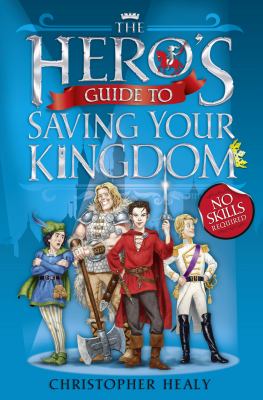 THE
HERO'S
GUIDE TO
SAVING YOUR
KINGDOM
NO
SKILLS
REQUIRED
CHRISTOPHER HEALY